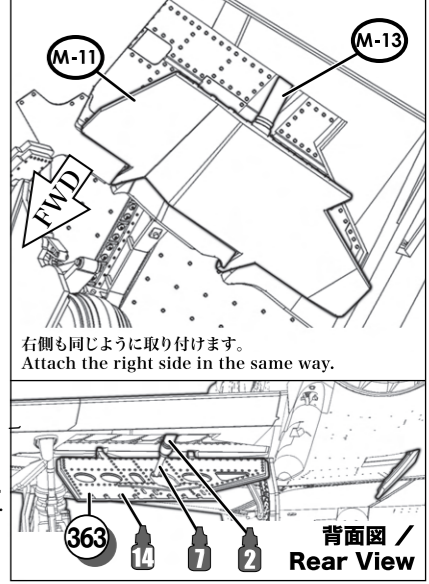 M-11
M-13
FWD
右側も同じように取り付けます。
Attach the right side in the same way.
363
14
7
2
背面図 /
Rear View